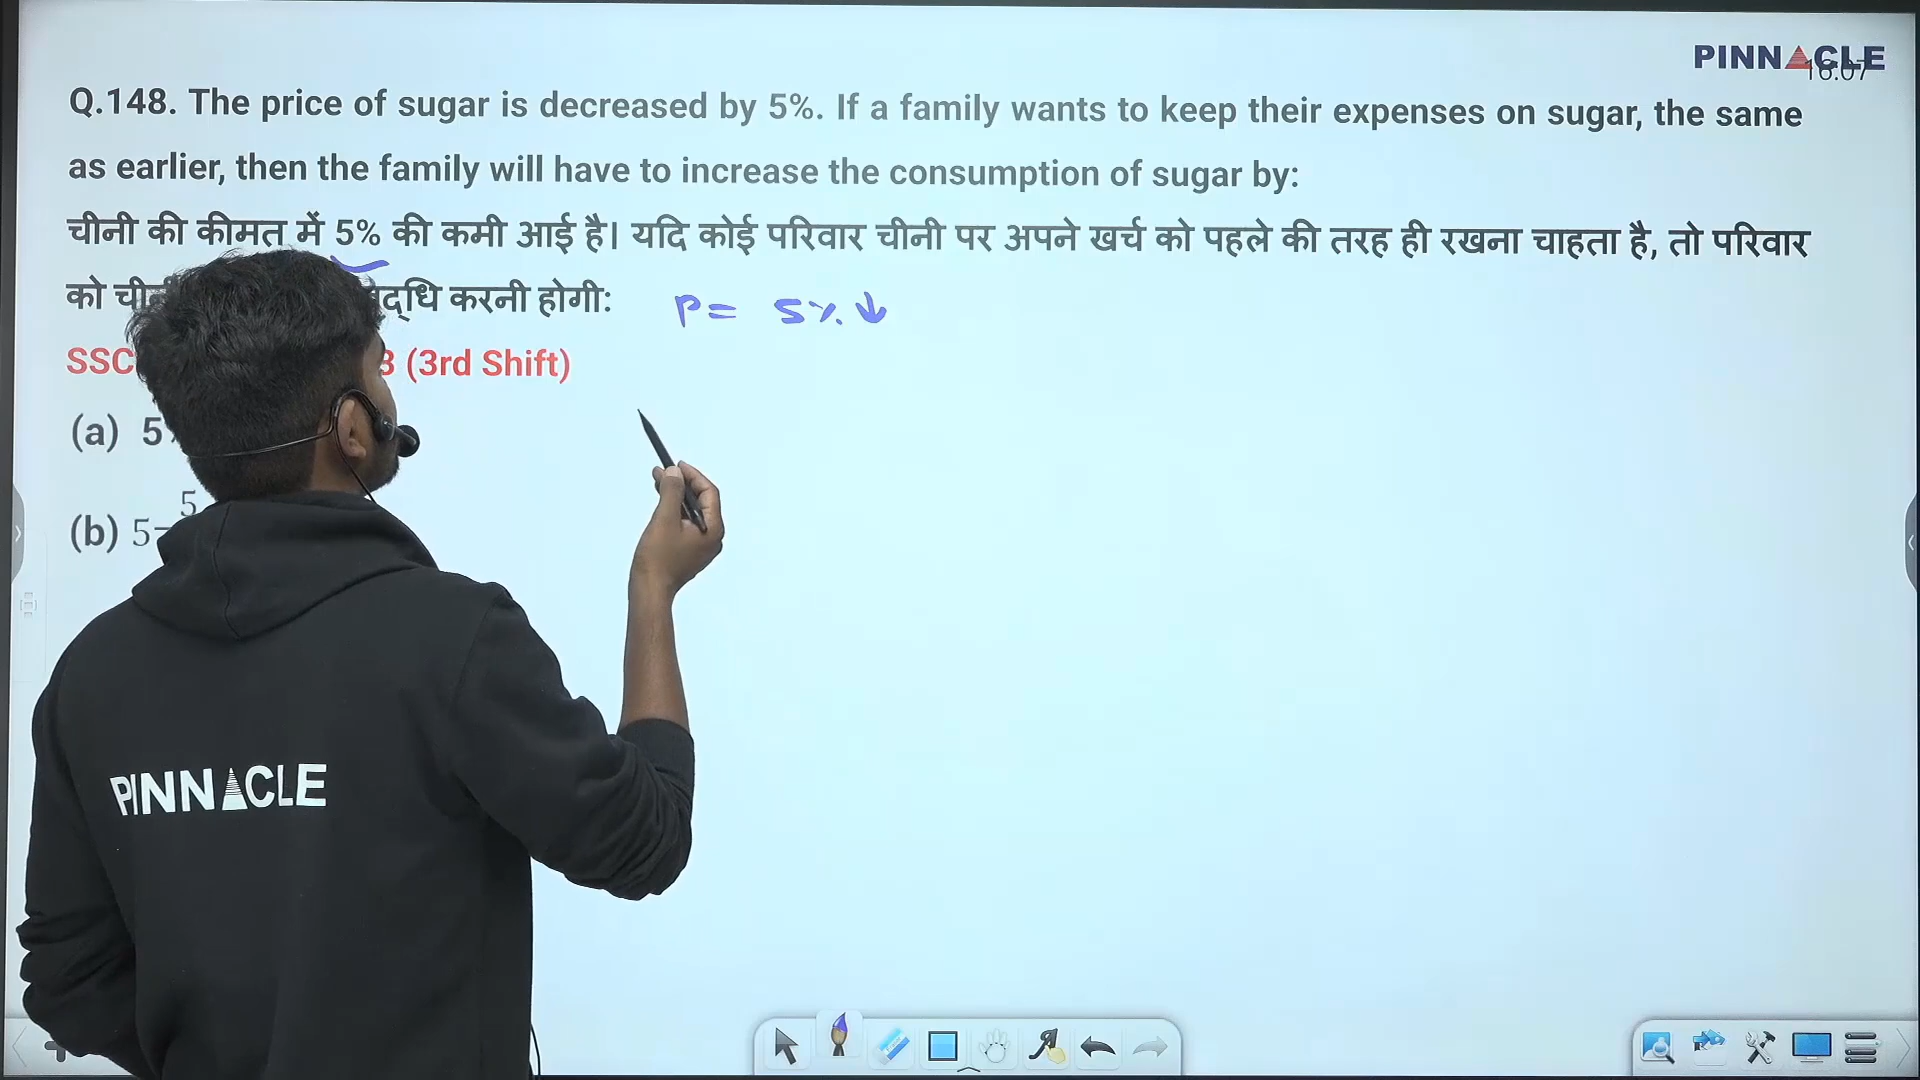 PINNACLE
16:07
Q.148. The price of sugar is decreased by 5%. If a family wants to keep their expenses on sugar, the same
as earlier, then the family will have to increase the consumption of sugar by:
चीनी की कीमत में 5% की कमी आई है। यदि कोई परिवार चीनी पर अपने खर्च को पहले की तरह ही रखना चाहता है, तो परिवार
को करनी होगी:
P= 5%↓
SSC (3rd Shift)
(a) 5
(b) 5 5
PINNACLE